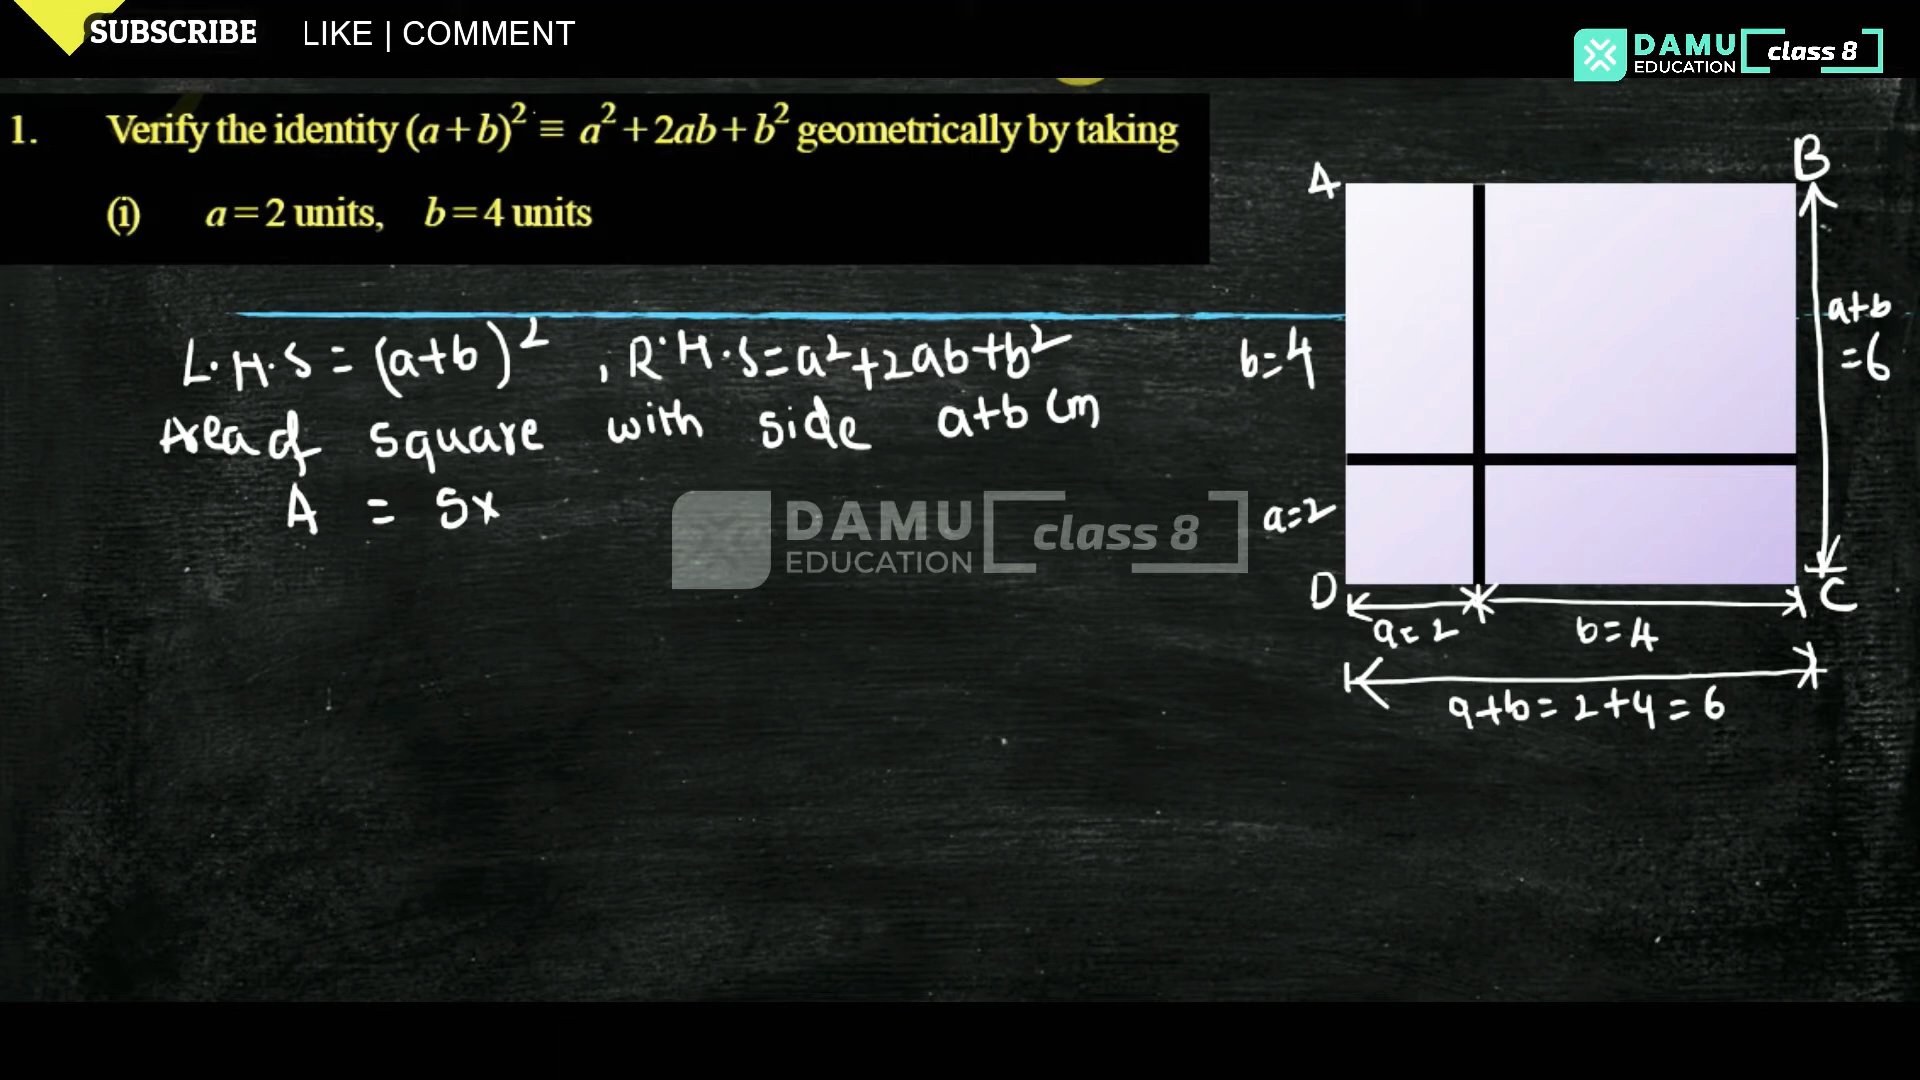 SUBSCRIBE LIKE | COMMENT
DAMU EDUCATION class 8
1. Verify the identity (a+b)² ≡ a²+2ab+b² geometrically by taking
(i) a=2 units, b=4 units
L.H.S = (a+b)², R.H.S=a²+2ab+b²
Area of square with side a+b cm
A = S×
DAMU EDUCATION class 8
A
B
b=4
a+b
=6
a=2
D
C
a=2
b=4
a+b=2+4=6